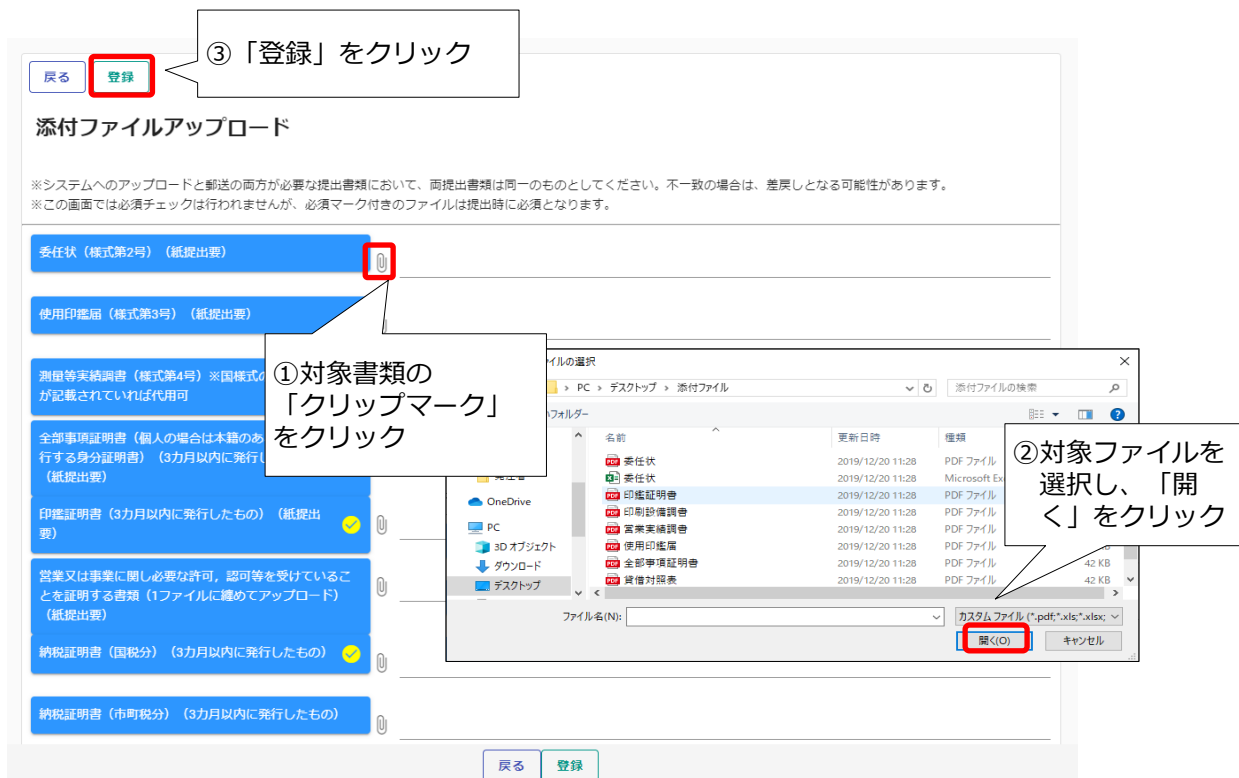 ③「登録」をクリック
戻る
登録
添付ファイルアップロード
※システムへのアップロードと郵送の両方が必要な提出書類において、両提出書類は同一のものとしてください。不一致の場合は、差戻しとなる可能性があります。
※この画面では必須チェックは行われませんが、必須マーク付きのファイルは提出時に必須となります。
委任状（様式第2号）（紙提出要）
使用印鑑届（様式第3号）（紙提出要）
測量等実績調書（様式第4号）※国様式の
が記載されていれば代用可
全部事項証明書（個人の場合は本籍のあ
行する身分証明書）（3カ月以内に発行し
（紙提出要）
印鑑証明書（3カ月以内に発行したもの）（紙提出
要）
営業又は事業に関し必要な許可，認可等を受けているこ
とを証明する書類（1ファイルに纏めてアップロード）
（紙提出要）
納税証明書（国税分）（3カ月以内に発行したもの）
納税証明書（市町税分）（3カ月以内に発行したもの）
①対象書類の
「クリップマーク」
をクリック
イルの選択
› PC › デスクトップ › 添付ファイル
添付ファイルの検索
フォルダー
名前
更新日時
種類
OneDrive
PC
3D オブジェクト
ダウンロード
デスクトップ
委任状 2019/12/20 11:28 PDF ファイル
委任状 2019/12/20 11:28 Microsoft Ex
印鑑証明書 2019/12/20 11:28 PDF ファイル
印刷設備調書 2019/12/20 11:28 PDF ファイル
営業実績調書 2019/12/20 11:28 PDF ファイル
使用印鑑届 2019/12/20 11:28 PDF ファイル
全部事項証明書 2019/12/20 11:28 PDF ファイル 42 KB
貸借対照表 2019/12/20 11:28 PDF ファイル 42 KB
ファイル名(N):
カスタム ファイル (*.pdf;*.xls;*.xlsx;
開く(O)
キャンセル
②対象ファイルを
選択し、「開
く」をクリック
戻る
登録